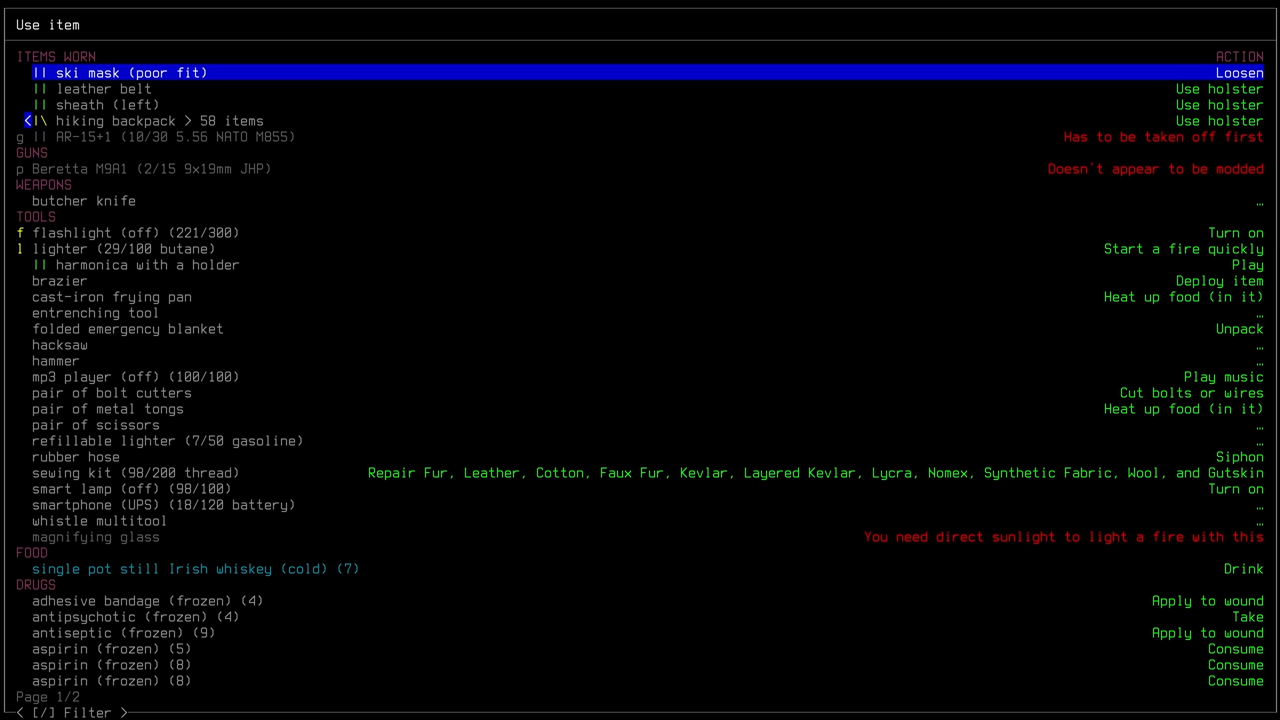 Use item
ITEMS WORN ACTION
|| ski mask (poor fit) Loosen
|| leather belt Use holster
|| sheath (left) Use holster
<|\ hiking backpack > 58 items Use holster
g || AR-15+1 (10/30 5.56 NATO M855) Has to be taken off first
GUNS
p Beretta M9A1 (2/15 9x19mm JHP) Doesn't appear to be modded
WEAPONS
butcher knife …
TOOLS
f flashlight (off) (221/300) Turn on
l lighter (29/100 butane) Start a fire quickly
|| harmonica with a holder Play
brazier Deploy item
cast-iron frying pan Heat up food (in it)
entrenching tool …
folded emergency blanket Unpack
hacksaw …
hammer …
mp3 player (off) (100/100) Play music
pair of bolt cutters Cut bolts or wires
pair of metal tongs Heat up food (in it)
pair of scissors …
refillable lighter (7/50 gasoline) …
rubber hose Siphon
sewing kit (98/200 thread) Repair Fur, Leather, Cotton, Faux Fur, Kevlar, Layered Kevlar, Lycra, Nomex, Synthetic Fabric, Wool, and Gutskin
smart lamp (off) (98/100) Turn on
smartphone (UPS) (18/120 battery) …
whistle multitool …
magnifying glass You need direct sunlight to light a fire with this
FOOD
single pot still Irish whiskey (cold) (7) Drink
DRUGS
adhesive bandage (frozen) (4) Apply to wound
antipsychotic (frozen) (4) Take
antiseptic (frozen) (9) Apply to wound
aspirin (frozen) (5) Consume
aspirin (frozen) (8) Consume
aspirin (frozen) (8) Consume
Page 1/2
< [/] Filter >